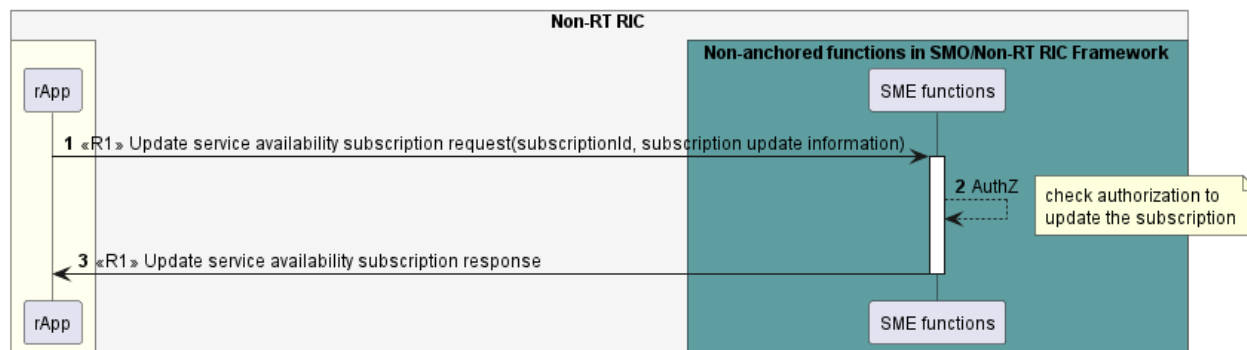 Non-RT RIC
Non-anchored functions in SMO/Non-RT RIC Framework
rApp
SME functions
1 «R1» Update service availability subscription request(subscriptionId, subscription update information)
2 AuthZ
check authorization to
update the subscription
3 «R1» Update service availability subscription response
rApp
SME functions